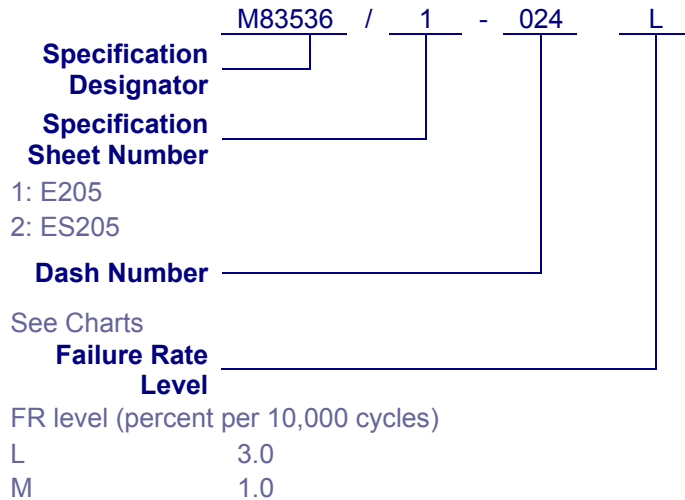 M83536 / 1 - 024 L
Specification
Designator
Specification
Sheet Number
1: E205
2: ES205
Dash Number
See Charts
Failure Rate
Level
FR level (percent per 10,000 cycles)
L 3.0
M 1.0